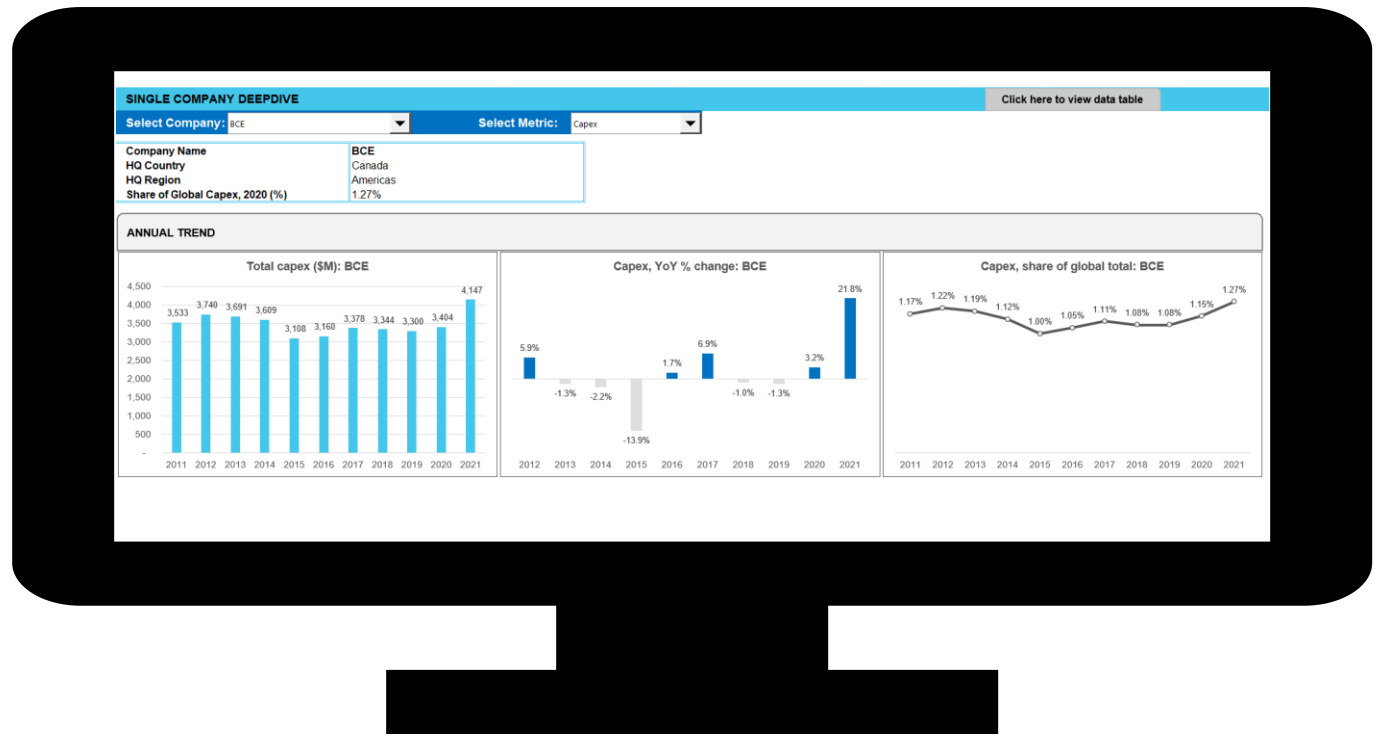 SINGLE COMPANY DEEPDIVE
Click here to view data table
Select Company: BCE
Select Metric: Capex
Company Name BCE
HQ Country Canada
HQ Region Americas
Share of Global Capex, 2020 (%) 1.27%
ANNUAL TREND
Total capex ($M): BCE
4,500
4,000
3,500
3,000
2,500
2,000
1,500
1,000
500
-
3,533 3,740 3,691 3,609 3,108 3,160 3,378 3,344 3,300 3,404 4,147
2011 2012 2013 2014 2015 2016 2017 2018 2019 2020 2021
Capex, YoY % change: BCE
5.9% -1.3% -2.2% -13.9% 1.7% 6.9% -1.0% -1.3% 3.2% 21.8%
2012 2013 2014 2015 2016 2017 2018 2019 2020 2021
Capex, share of global total: BCE
1.17% 1.22% 1.19% 1.12% 1.00% 1.05% 1.11% 1.08% 1.08% 1.15% 1.27%
2011 2012 2013 2014 2015 2016 2017 2018 2019 2020 2021